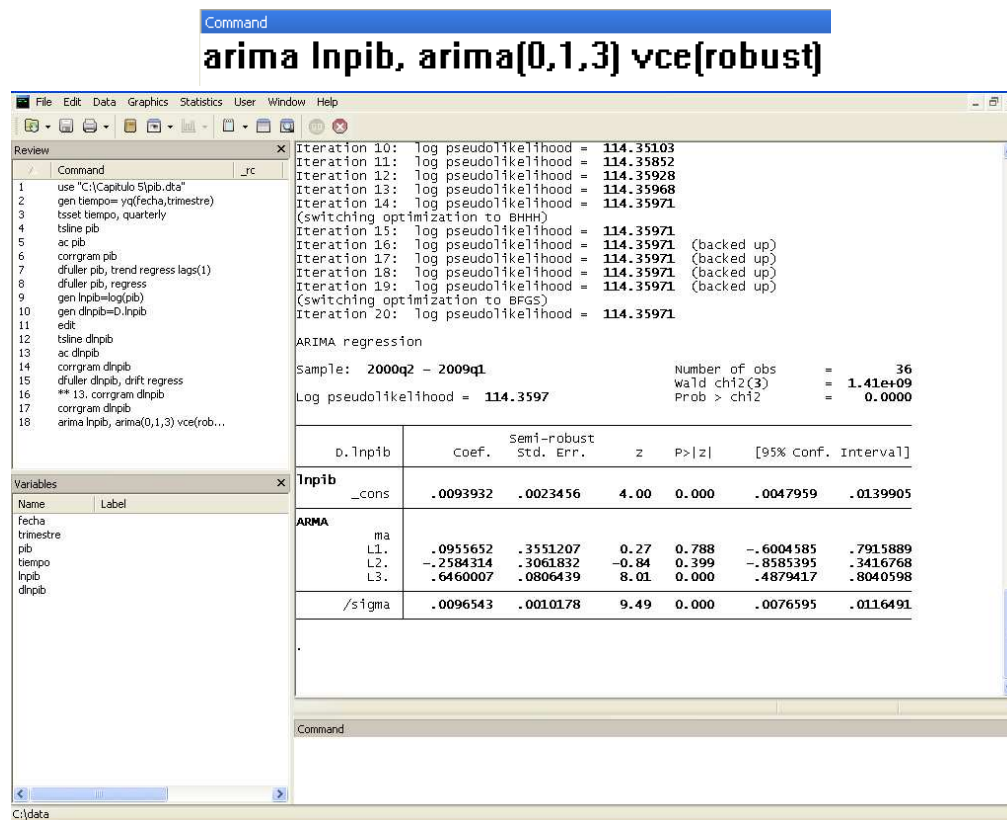 Command
arima lnpib, arima(0,1,3) vce(robust)
File Edit Data Graphics Statistics User Window Help
Review
Command _rc
1 use "C:\Capitulo 5\pib.dta"
2 gen tiempo= yq(fecha,trimestre)
3 tsset tiempo, quarterly
4 tsline pib
5 ac pib
6 corrgram pib
7 dfuller pib, trend regress lags(1)
8 dfuller pib, regress
9 gen lnpib=log(pib)
10 gen dlnpib=D.lnpib
11 edit
12 tsline dlnpib
13 ac dlnpib
14 corrgram dlnpib
15 dfuller dlnpib, drift regress
16 ** 13. corrgram dlnpib
17 corrgram dlnpib
18 arima lnpib, arima(0,1,3) vce(rob...
Variables
Name Label
fecha
trimestre
pib
tiempo
lnpib
dlnpib
Iteration 10: log pseudolikelihood = 114.35103
Iteration 11: log pseudolikelihood = 114.35852
Iteration 12: log pseudolikelihood = 114.35928
Iteration 13: log pseudolikelihood = 114.35968
Iteration 14: log pseudolikelihood = 114.35971
(switching optimization to BHHH)
Iteration 15: log pseudolikelihood = 114.35971
Iteration 16: log pseudolikelihood = 114.35971 (backed up)
Iteration 17: log pseudolikelihood = 114.35971 (backed up)
Iteration 18: log pseudolikelihood = 114.35971 (backed up)
Iteration 19: log pseudolikelihood = 114.35971 (backed up)
(switching optimization to BFGS)
Iteration 20: log pseudolikelihood = 114.35971
ARIMA regression
Sample: 2000q2 - 2009q1 Number of obs = 36
Wald chi2(3) = 1.41e+09
Log pseudolikelihood = 114.3597 Prob > chi2 = 0.0000
Semi-robust
D.lnpib Coef. Std. Err. z P>|z| [95% Conf. Interval]
lnpib
_cons .0093932 .0023456 4.00 0.000 .0047959 .0139905
ARMA
ma
L1. .0955652 .3551207 0.27 0.788 -.6004585 .7915889
L2. -.2584314 .3061832 -0.84 0.399 -.8585395 .3416768
L3. .6460007 .0806439 8.01 0.000 .4879417 .8040598
/sigma .0096543 .0010178 9.49 0.000 .0076595 .0116491
.
Command
C:\data